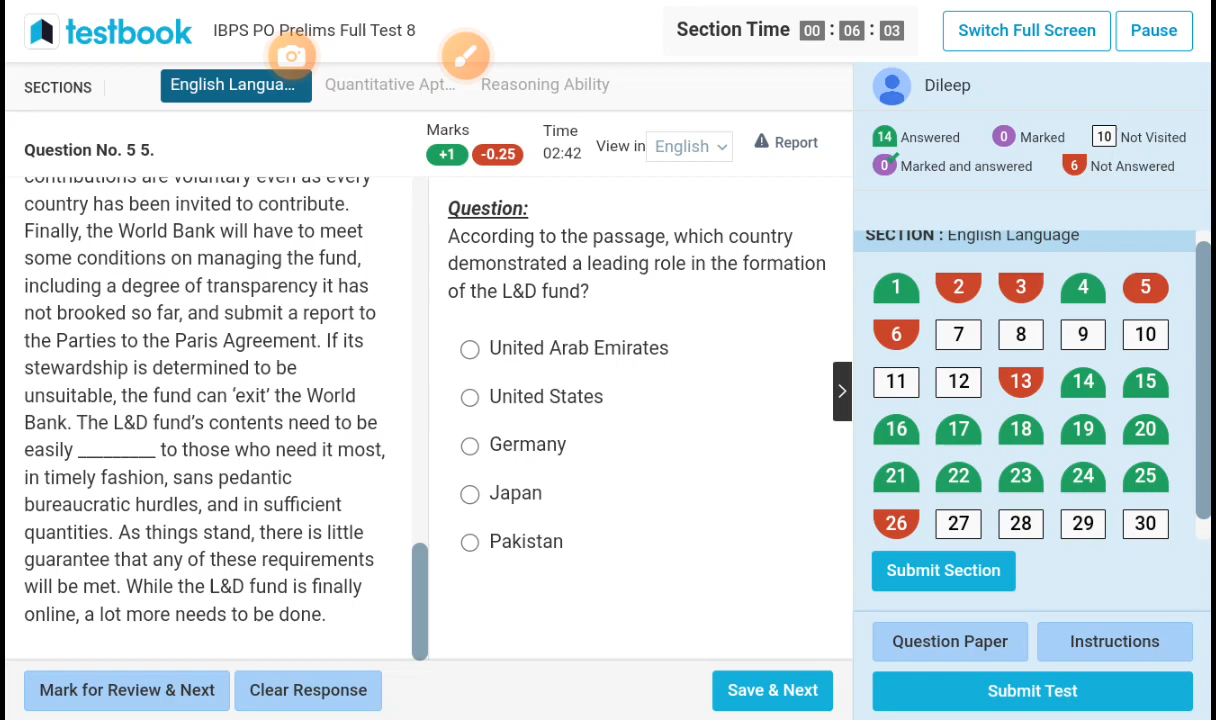 testbook IBPS PO Prelims Full Test 8 Section Time 00 : 06 : 03 Switch Full Screen Pause
SECTIONS English Langua... Quantitative Apt... Reasoning Ability
Dileep
14 Answered 0 Marked 10 Not Visited
0 Marked and answered 6 Not Answered
Question No. 5 5.
Marks
+1 -0.25
Time
02:42
View in English
Report
contributions are voluntary even as every
country has been invited to contribute.
Finally, the World Bank will have to meet
some conditions on managing the fund,
including a degree of transparency it has
not brooked so far, and submit a report to
the Parties to the Paris Agreement. If its
stewardship is determined to be
unsuitable, the fund can ‘exit’ the World
Bank. The L&D fund’s contents need to be
easily _________ to those who need it most,
in timely fashion, sans pedantic
bureaucratic hurdles, and in sufficient
quantities. As things stand, there is little
guarantee that any of these requirements
will be met. While the L&D fund is finally
online, a lot more needs to be done.
Question:
According to the passage, which country
demonstrated a leading role in the formation
of the L&D fund?
United Arab Emirates
United States
Germany
Japan
Pakistan
SECTION : English Language
1 2 3 4 5
6 7 8 9 10
11 12 13 14 15
16 17 18 19 20
21 22 23 24 25
26 27 28 29 30
Submit Section
Question Paper Instructions
Mark for Review & Next Clear Response Save & Next Submit Test